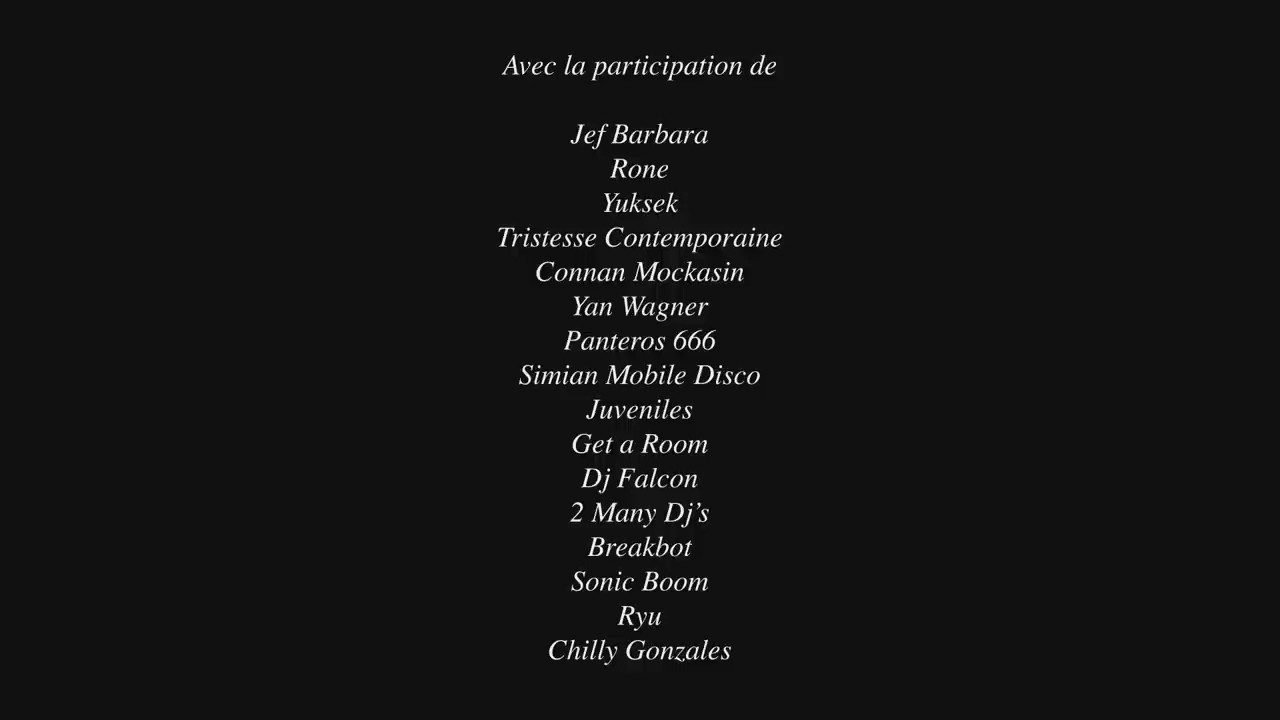 Avec la participation de
Jef Barbara
Rone
Yuksek
Tristesse Contemporaine
Connan Mockasin
Yan Wagner
Panteros 666
Simian Mobile Disco
Juveniles
Get a Room
Dj Falcon
2 Many Dj’s
Breakbot
Sonic Boom
Ryu
Chilly Gonzales